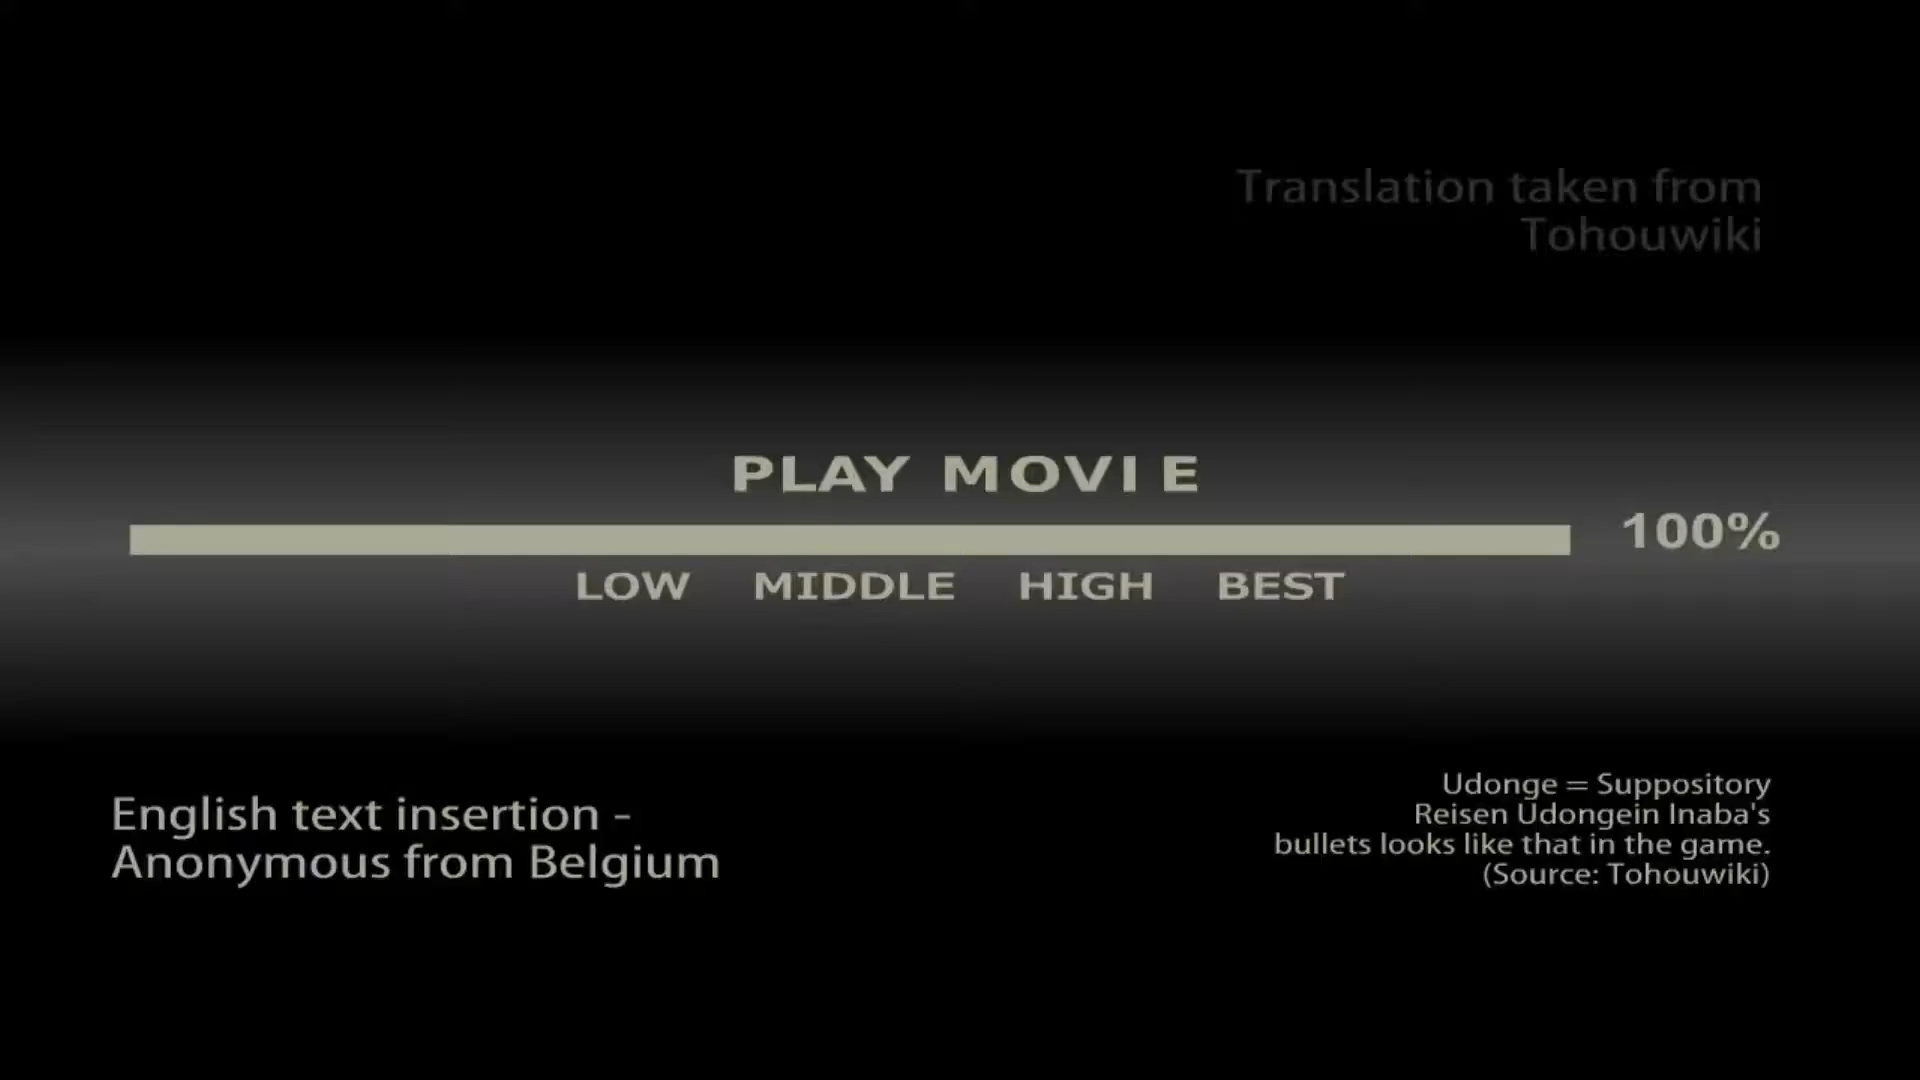 Translation taken from
Tohouwiki
PLAY MOVIE
100%
LOW MIDDLE HIGH BEST
English text insertion -
Anonymous from Belgium
Udonge = Suppository
Reisen Udongein Inaba's
bullets looks like that in the game.
(Source: Tohouwiki)